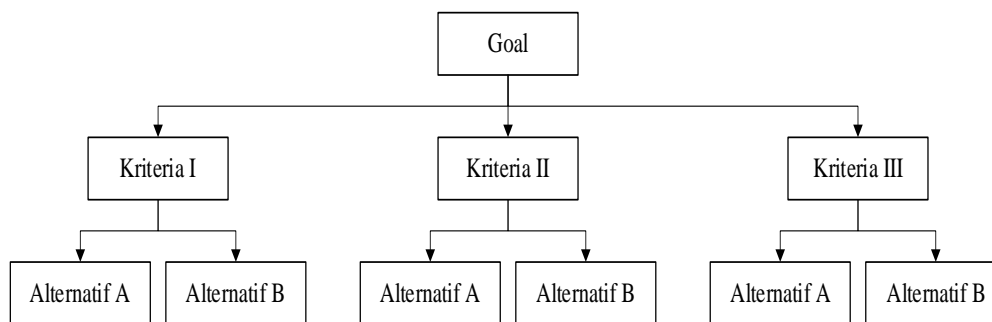 Goal
Kriteria I
Kriteria II
Kriteria III
Alternatif A
Alternatif B
Alternatif A
Alternatif B
Alternatif A
Alternatif B